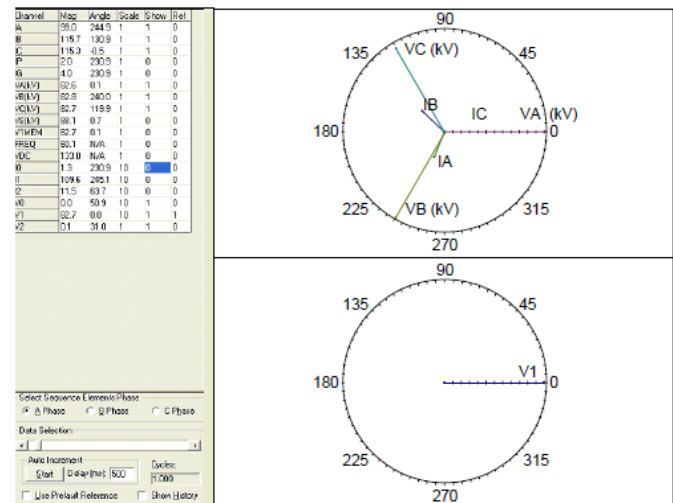 Channel Mag Angle Scale Show Ref
IA 99.0 244.9 1 1 0
IB 115.7 130.9 1 1 0
IC 115.3 -0.5 1 1 0
IP 2.0 230.9 1 0 0
IG 4.0 230.9 1 0 0
VA(kV) 82.6 0.1 1 1 0
VB(kV) 82.8 240.0 1 1 0
VC(kV) 82.7 119.9 1 1 0
VS(kV) 88.1 0.7 1 0 0
V1MEM 82.7 0.1 1 0 0
FREQ 60.1 N/A 1 0 0
VDC 133.0 N/A 1 0 0
I0 1.3 230.9 10 0 0
I1 109.6 245.1 10 0 0
I2 11.5 63.7 10 0 0
V0 0.0 50.9 10 1 0
V1 82.7 0.0 10 1 1
V2 0.1 31.0 10 1 0
Select Sequence Elements Phase
A Phase B Phase C Phase
Data Selection
Auto Increment
Start Delay (ms): 500
Cycles:
1.000
Use Prefault Reference Show History
90
135 VC (kV) 45
IB IC VA (kV)
180 0
IA
225 VB (kV) 315
270
90
135 45
V1
180 0
225 315
270